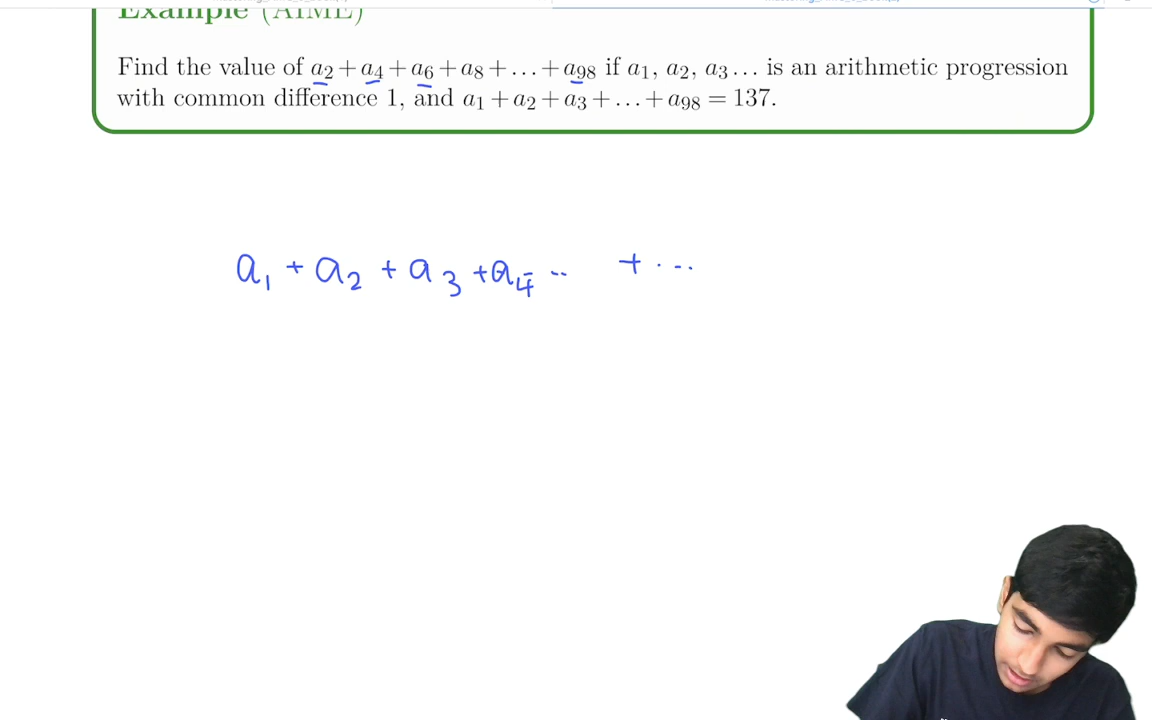 Example (AIME)
Find the value of a₂ + a₄ + a₆ + a₈ + … + a₉₈ if a₁, a₂, a₃ … is an arithmetic progression
with common difference 1, and a₁ + a₂ + a₃ + … + a₉₈ = 137.
a₁ + a₂ + a₃ + a₄ ... + ...